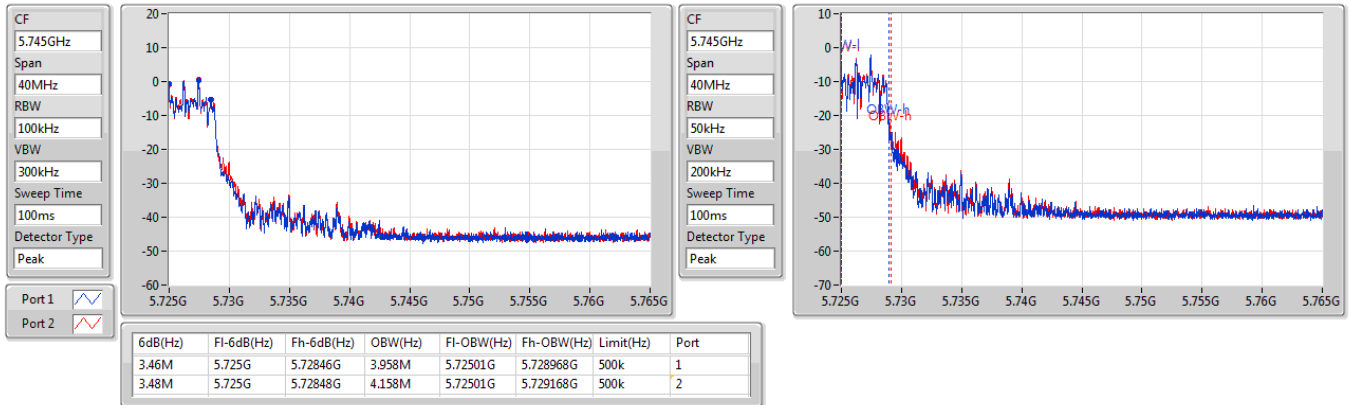 CF
5.745GHz
Span
40MHz
RBW
100kHz
VBW
300kHz
Sweep Time
100ms
Detector Type
Peak
Port 1
Port 2
20
10
0
-10
-20
-30
-40
-50
-60
5.725G 5.73G 5.735G 5.74G 5.745G 5.75G 5.755G 5.76G 5.765G
CF
5.745GHz
Span
40MHz
RBW
50kHz
VBW
200kHz
Sweep Time
100ms
Detector Type
Peak
10
0
-10
-20
-30
-40
-50
-60
-70
W-l
OBW-h
OBW-h
5.725G 5.73G 5.735G 5.74G 5.745G 5.75G 5.755G 5.76G 5.765G
6dB(Hz) Fl-6dB(Hz) Fh-6dB(Hz) OBW(Hz) Fl-OBW(Hz) Fh-OBW(Hz) Limit(Hz) Port
3.46M 5.725G 5.72846G 3.958M 5.72501G 5.728968G 500k 1
3.48M 5.725G 5.72848G 4.158M 5.72501G 5.729168G 500k 2